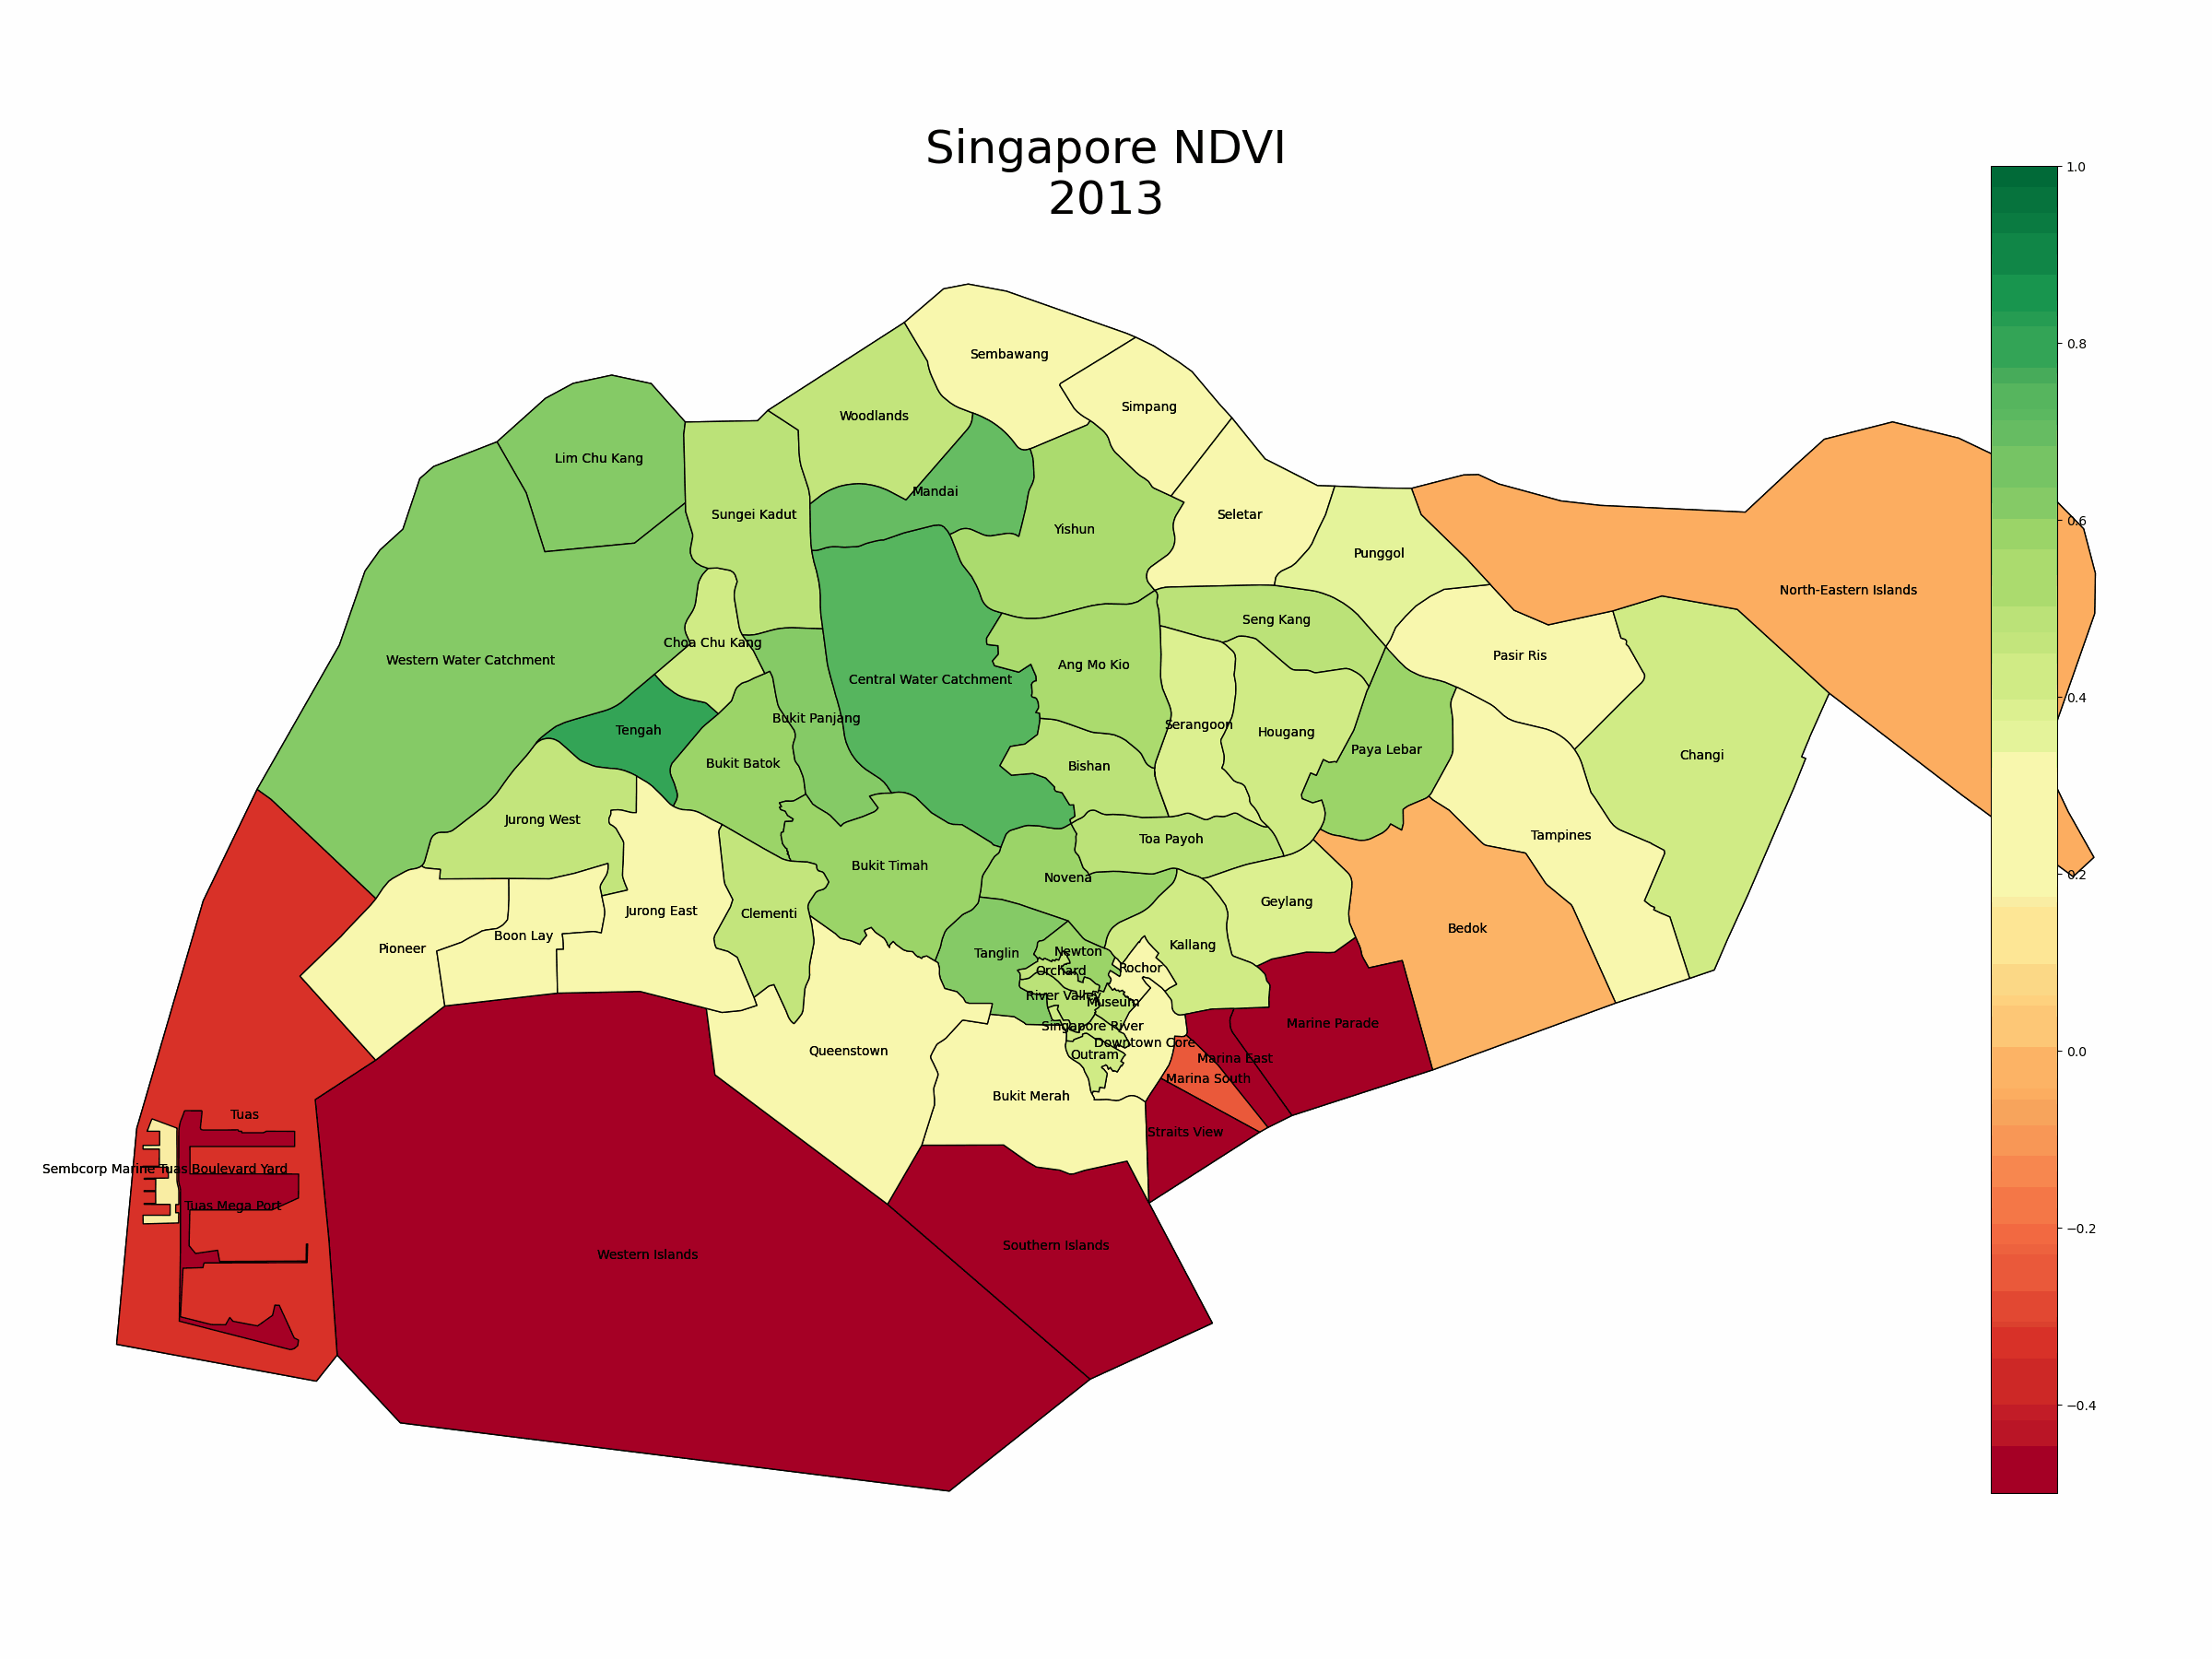 Singapore NDVI
2013
1.0
0.8
0.6
0.4
0.2
0.0
−0.2
−0.4
Sembawang
Simpang
Woodlands
Lim Chu Kang
Mandai
Sungei Kadut
Seletar
Yishun
Punggol
North-Eastern Islands
Seng Kang
Choa Chu Kang
Pasir Ris
Western Water Catchment
Ang Mo Kio
Central Water Catchment
Bukit Panjang
Serangoon
Tengah
Hougang
Paya Lebar
Changi
Bukit Batok
Bishan
Jurong West
Tampines
Toa Payoh
Bukit Timah
Novena
Geylang
Jurong East
Clementi
Bedok
Boon Lay
Kallang
Pioneer
Newton
Tanglin
Rochor
Orchard
River Valley
Museum
Marine Parade
Singapore River
Downtown Core
Queenstown
Outram
Marina East
Marina South
Bukit Merah
Tuas
Straits View
Sembcorp Marine Tuas Boulevard Yard
Tuas Mega Port
Southern Islands
Western Islands